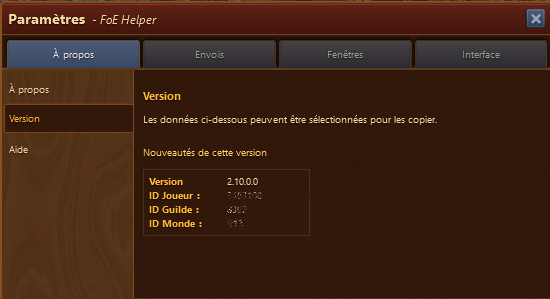 Paramètres - FoE Helper
À propos Envois Fenêtres Interface
À propos
Version
Aide
Version
Les données ci-dessous peuvent être sélectionnées pour les copier.
Nouveautés de cette version
Version 2.10.0.0
ID Joueur :
ID Guilde :
ID Monde :